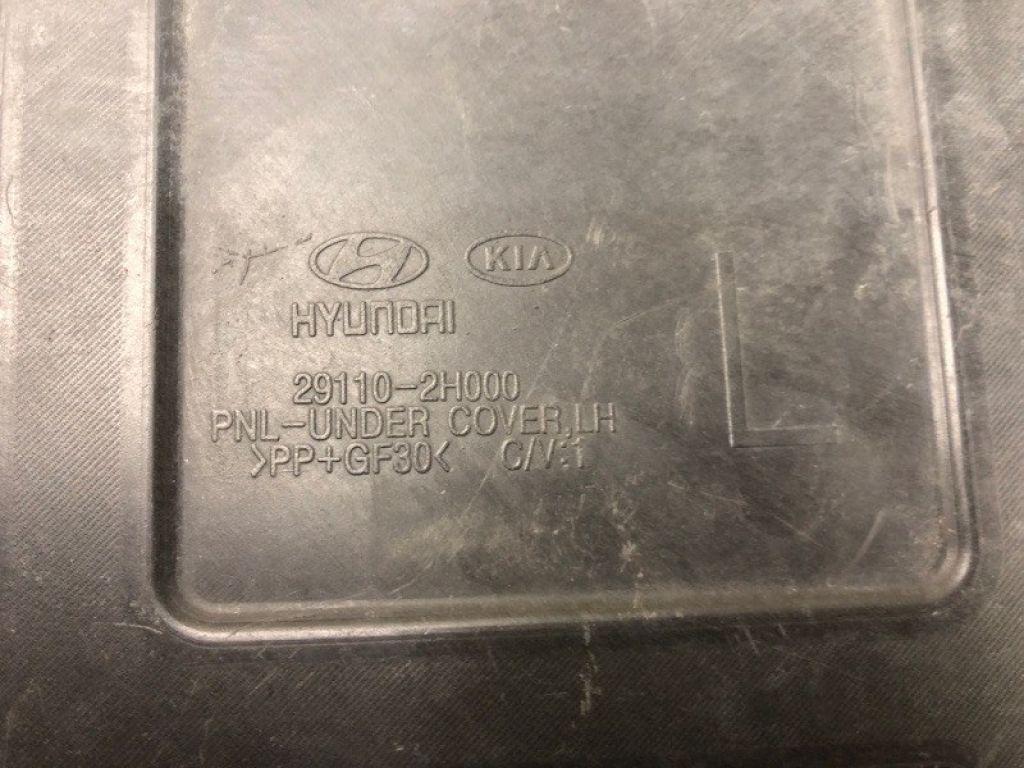 KIA
HYUNDAI
L
29110-2H000
PNL-UNDER COVER,LH
>PP+GF30< C/V:1